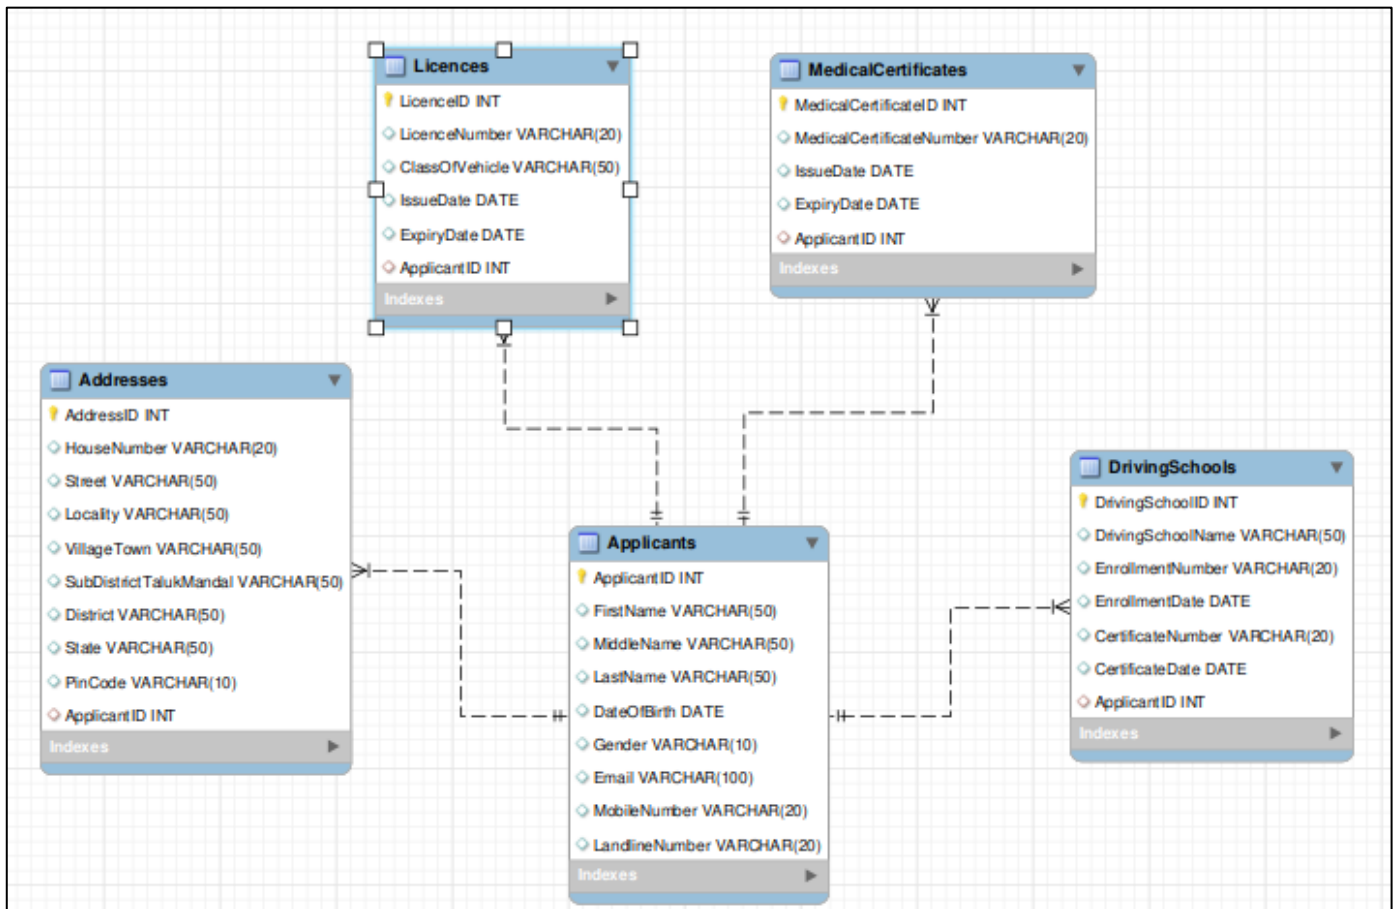 Licences
LicenceID INT
LicenceNumber VARCHAR(20)
ClassOfVehicle VARCHAR(50)
IssueDate DATE
ExpiryDate DATE
ApplicantID INT
Indexes
MedicalCertificates
MedicalCertificateID INT
MedicalCertificateNumber VARCHAR(20)
IssueDate DATE
ExpiryDate DATE
ApplicantID INT
Indexes
Addresses
AddressID INT
HouseNumber VARCHAR(20)
Street VARCHAR(50)
Locality VARCHAR(50)
VillageTown VARCHAR(50)
SubDistrictTalukMandal VARCHAR(50)
District VARCHAR(50)
State VARCHAR(50)
PinCode VARCHAR(10)
ApplicantID INT
Indexes
Applicants
ApplicantID INT
FirstName VARCHAR(50)
MiddleName VARCHAR(50)
LastName VARCHAR(50)
DateOfBirth DATE
Gender VARCHAR(10)
Email VARCHAR(100)
MobileNumber VARCHAR(20)
LandlineNumber VARCHAR(20)
Indexes
DrivingSchools
DrivingSchoolID INT
DrivingSchoolName VARCHAR(50)
EnrollmentNumber VARCHAR(20)
EnrollmentDate DATE
CertificateNumber VARCHAR(20)
CertificateDate DATE
ApplicantID INT
Indexes